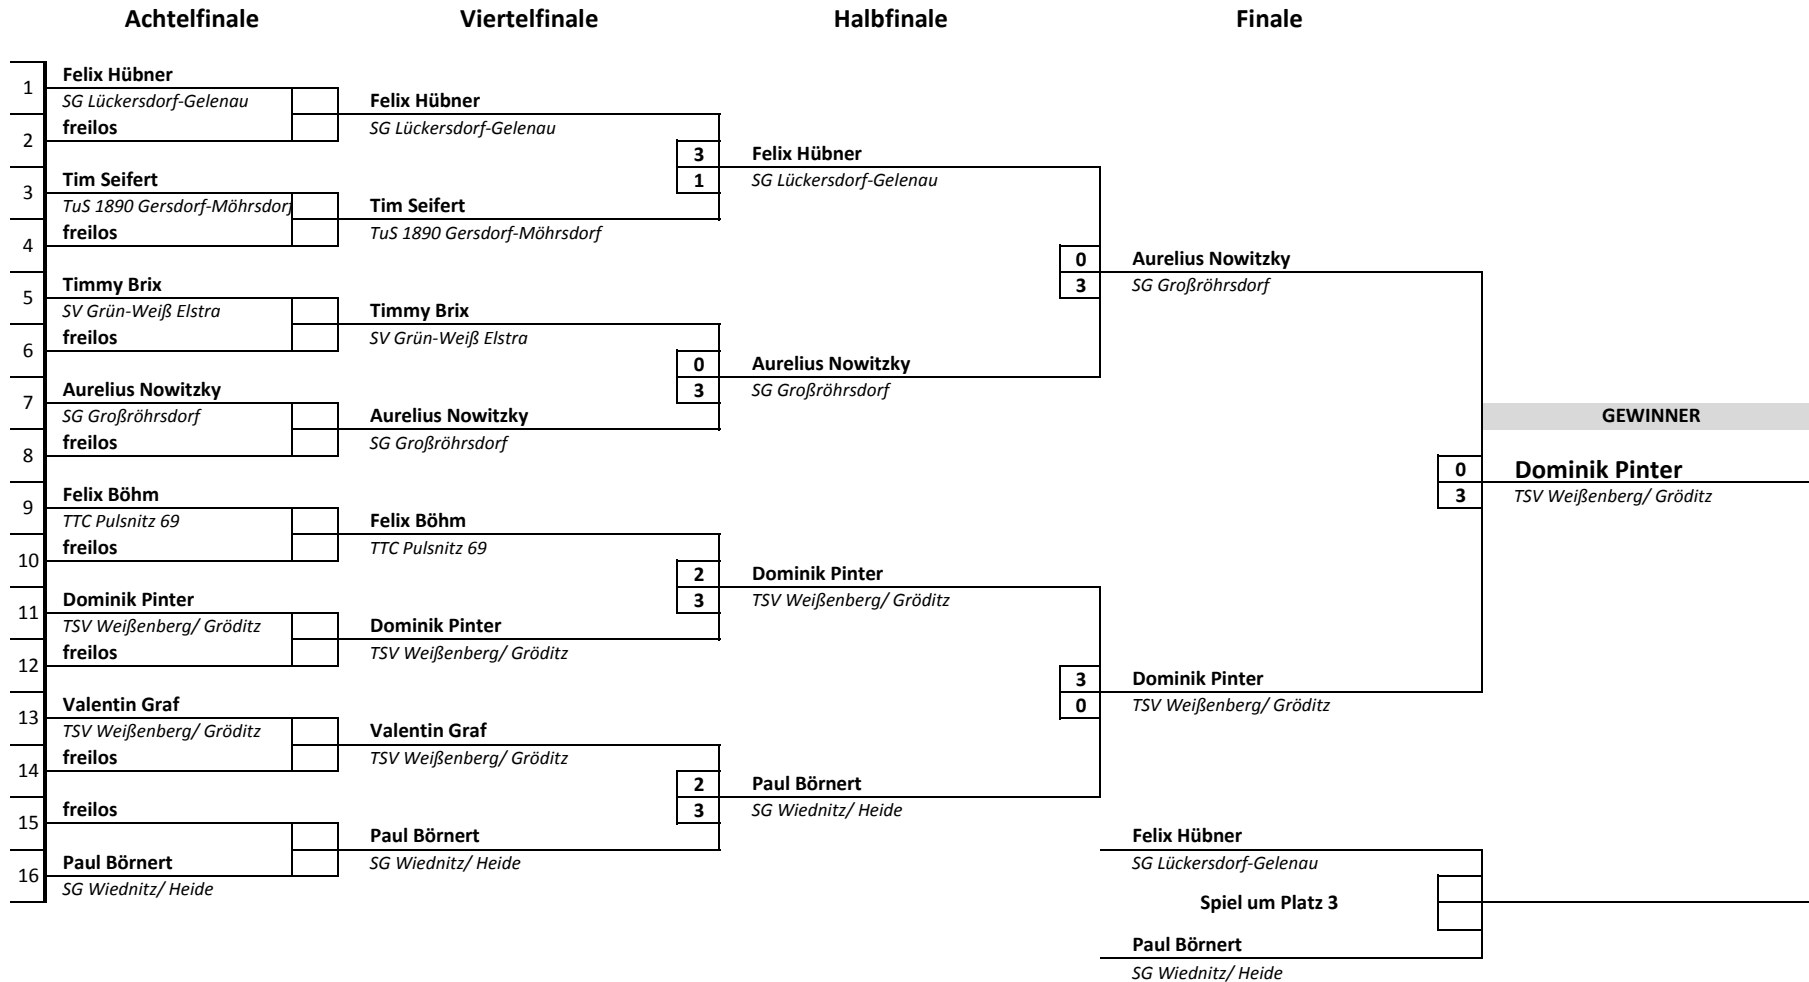 Achtelfinale
Viertelfinale
Halbfinale
Finale
1
Felix Hübner
SG Lückersdorf-Gelenau
2
freilos
3
Tim Seifert
TuS 1890 Gersdorf-Möhrsdorf
4
freilos
5
Timmy Brix
SV Grün-Weiß Elstra
6
freilos
7
Aurelius Nowitzky
SG Großröhrsdorf
8
freilos
9
Felix Böhm
TTC Pulsnitz 69
10
freilos
11
Dominik Pinter
TSV Weißenberg/ Gröditz
12
freilos
13
Valentin Graf
TSV Weißenberg/ Gröditz
14
freilos
15
freilos
16
Paul Börnert
SG Wiednitz/ Heide
Felix Hübner
SG Lückersdorf-Gelenau
3
1
Tim Seifert
TuS 1890 Gersdorf-Möhrsdorf
Timmy Brix
SV Grün-Weiß Elstra
0
3
Aurelius Nowitzky
SG Großröhrsdorf
Felix Böhm
TTC Pulsnitz 69
2
3
Dominik Pinter
TSV Weißenberg/ Gröditz
Valentin Graf
TSV Weißenberg/ Gröditz
2
3
Paul Börnert
SG Wiednitz/ Heide
Felix Hübner
SG Lückersdorf-Gelenau
0
3
Aurelius Nowitzky
SG Großröhrsdorf
Dominik Pinter
TSV Weißenberg/ Gröditz
3
0
Paul Börnert
SG Wiednitz/ Heide
Aurelius Nowitzky
SG Großröhrsdorf
0
3
Dominik Pinter
TSV Weißenberg/ Gröditz
GEWINNER
Dominik Pinter
TSV Weißenberg/ Gröditz
Felix Hübner
SG Lückersdorf-Gelenau
Spiel um Platz 3
Paul Börnert
SG Wiednitz/ Heide